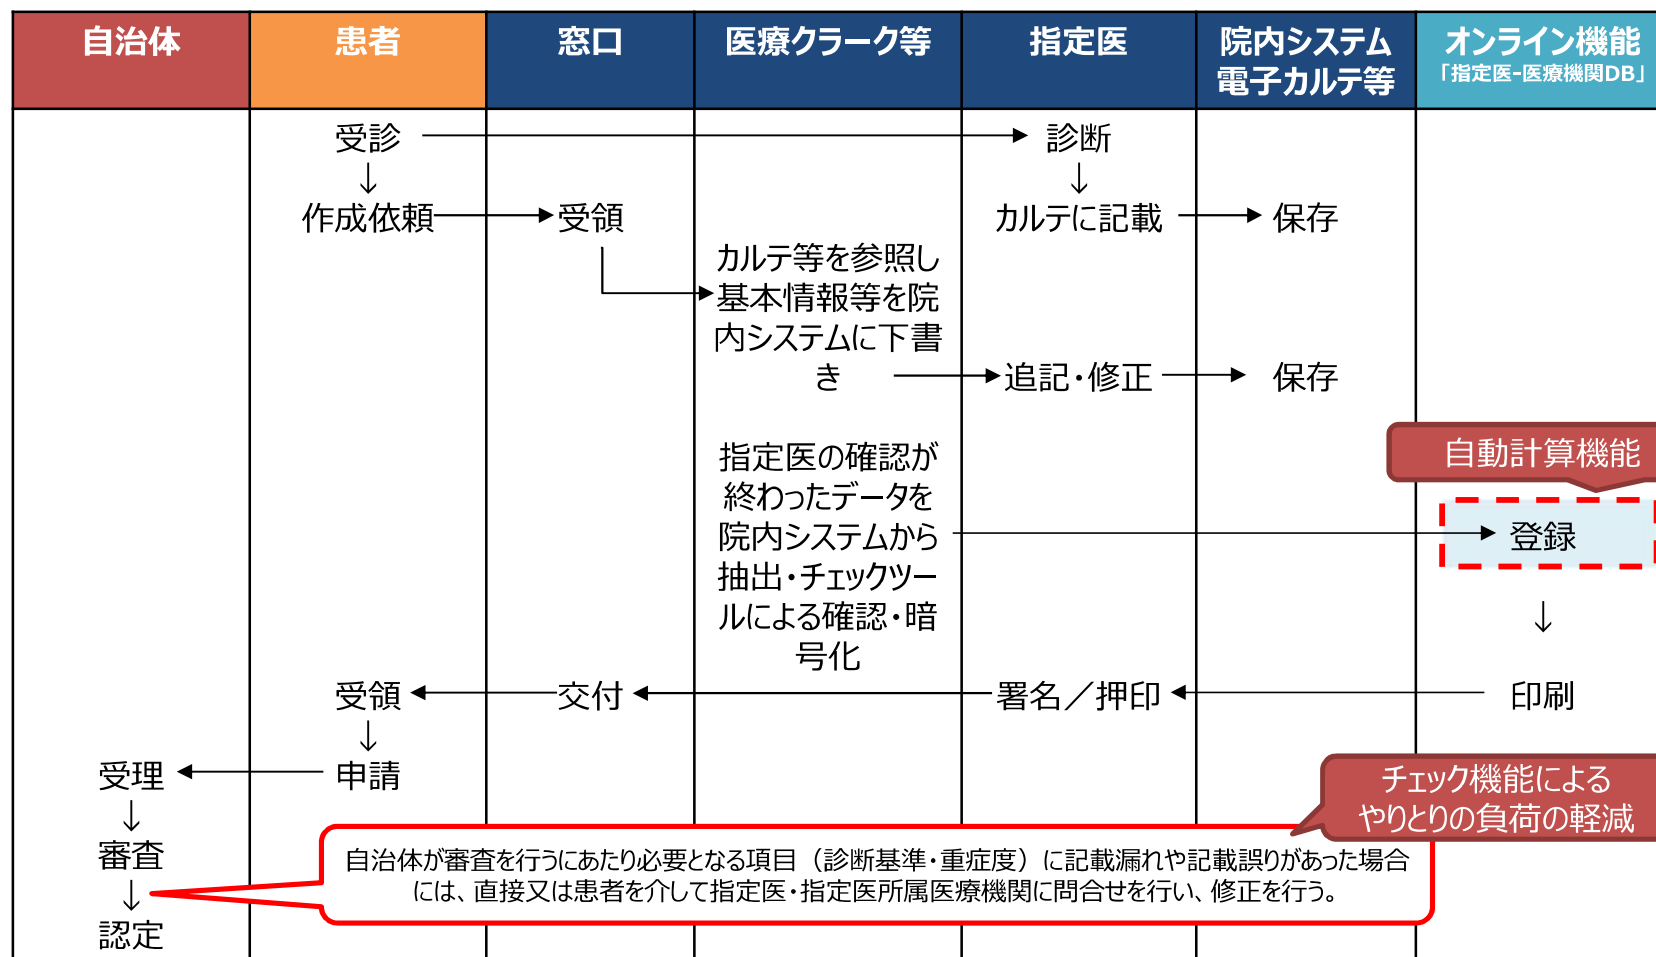 自治体
患者
窓口
医療クラーク等
指定医
院内システム
電子カルテ等
オンライン機能
「指定医-医療機関DB」
受診
診断
↓
↓
作成依頼
受領
カルテに記載
保存
カルテ等を参照し
基本情報等を院
内システムに下書
き
追記・修正
保存
自動計算機能
指定医の確認が
終わったデータを
院内システムから
抽出・チェックツー
ルによる確認・暗
号化
登録
↓
受領
交付
署名／押印
印刷
↓
受理
申請
チェック機能による
やりとりの負荷の軽減
↓
審査
自治体が審査を行うにあたり必要となる項目（診断基準・重症度）に記載漏れや記載誤りがあった場合
には、直接又は患者を介して指定医・指定医所属医療機関に問合せを行い、修正を行う。
↓
認定